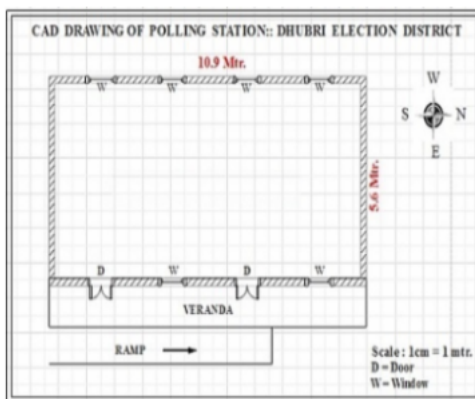 CAD DRAWING OF POLLING STATION:: DHUBRI ELECTION DISTRICT
10.9 Mtr.
W W W W
W
S N
E
5.6 Mtr.
D W D W
VERANDA
RAMP
Scale : 1cm = 1 mtr.
D = Door
W = Window